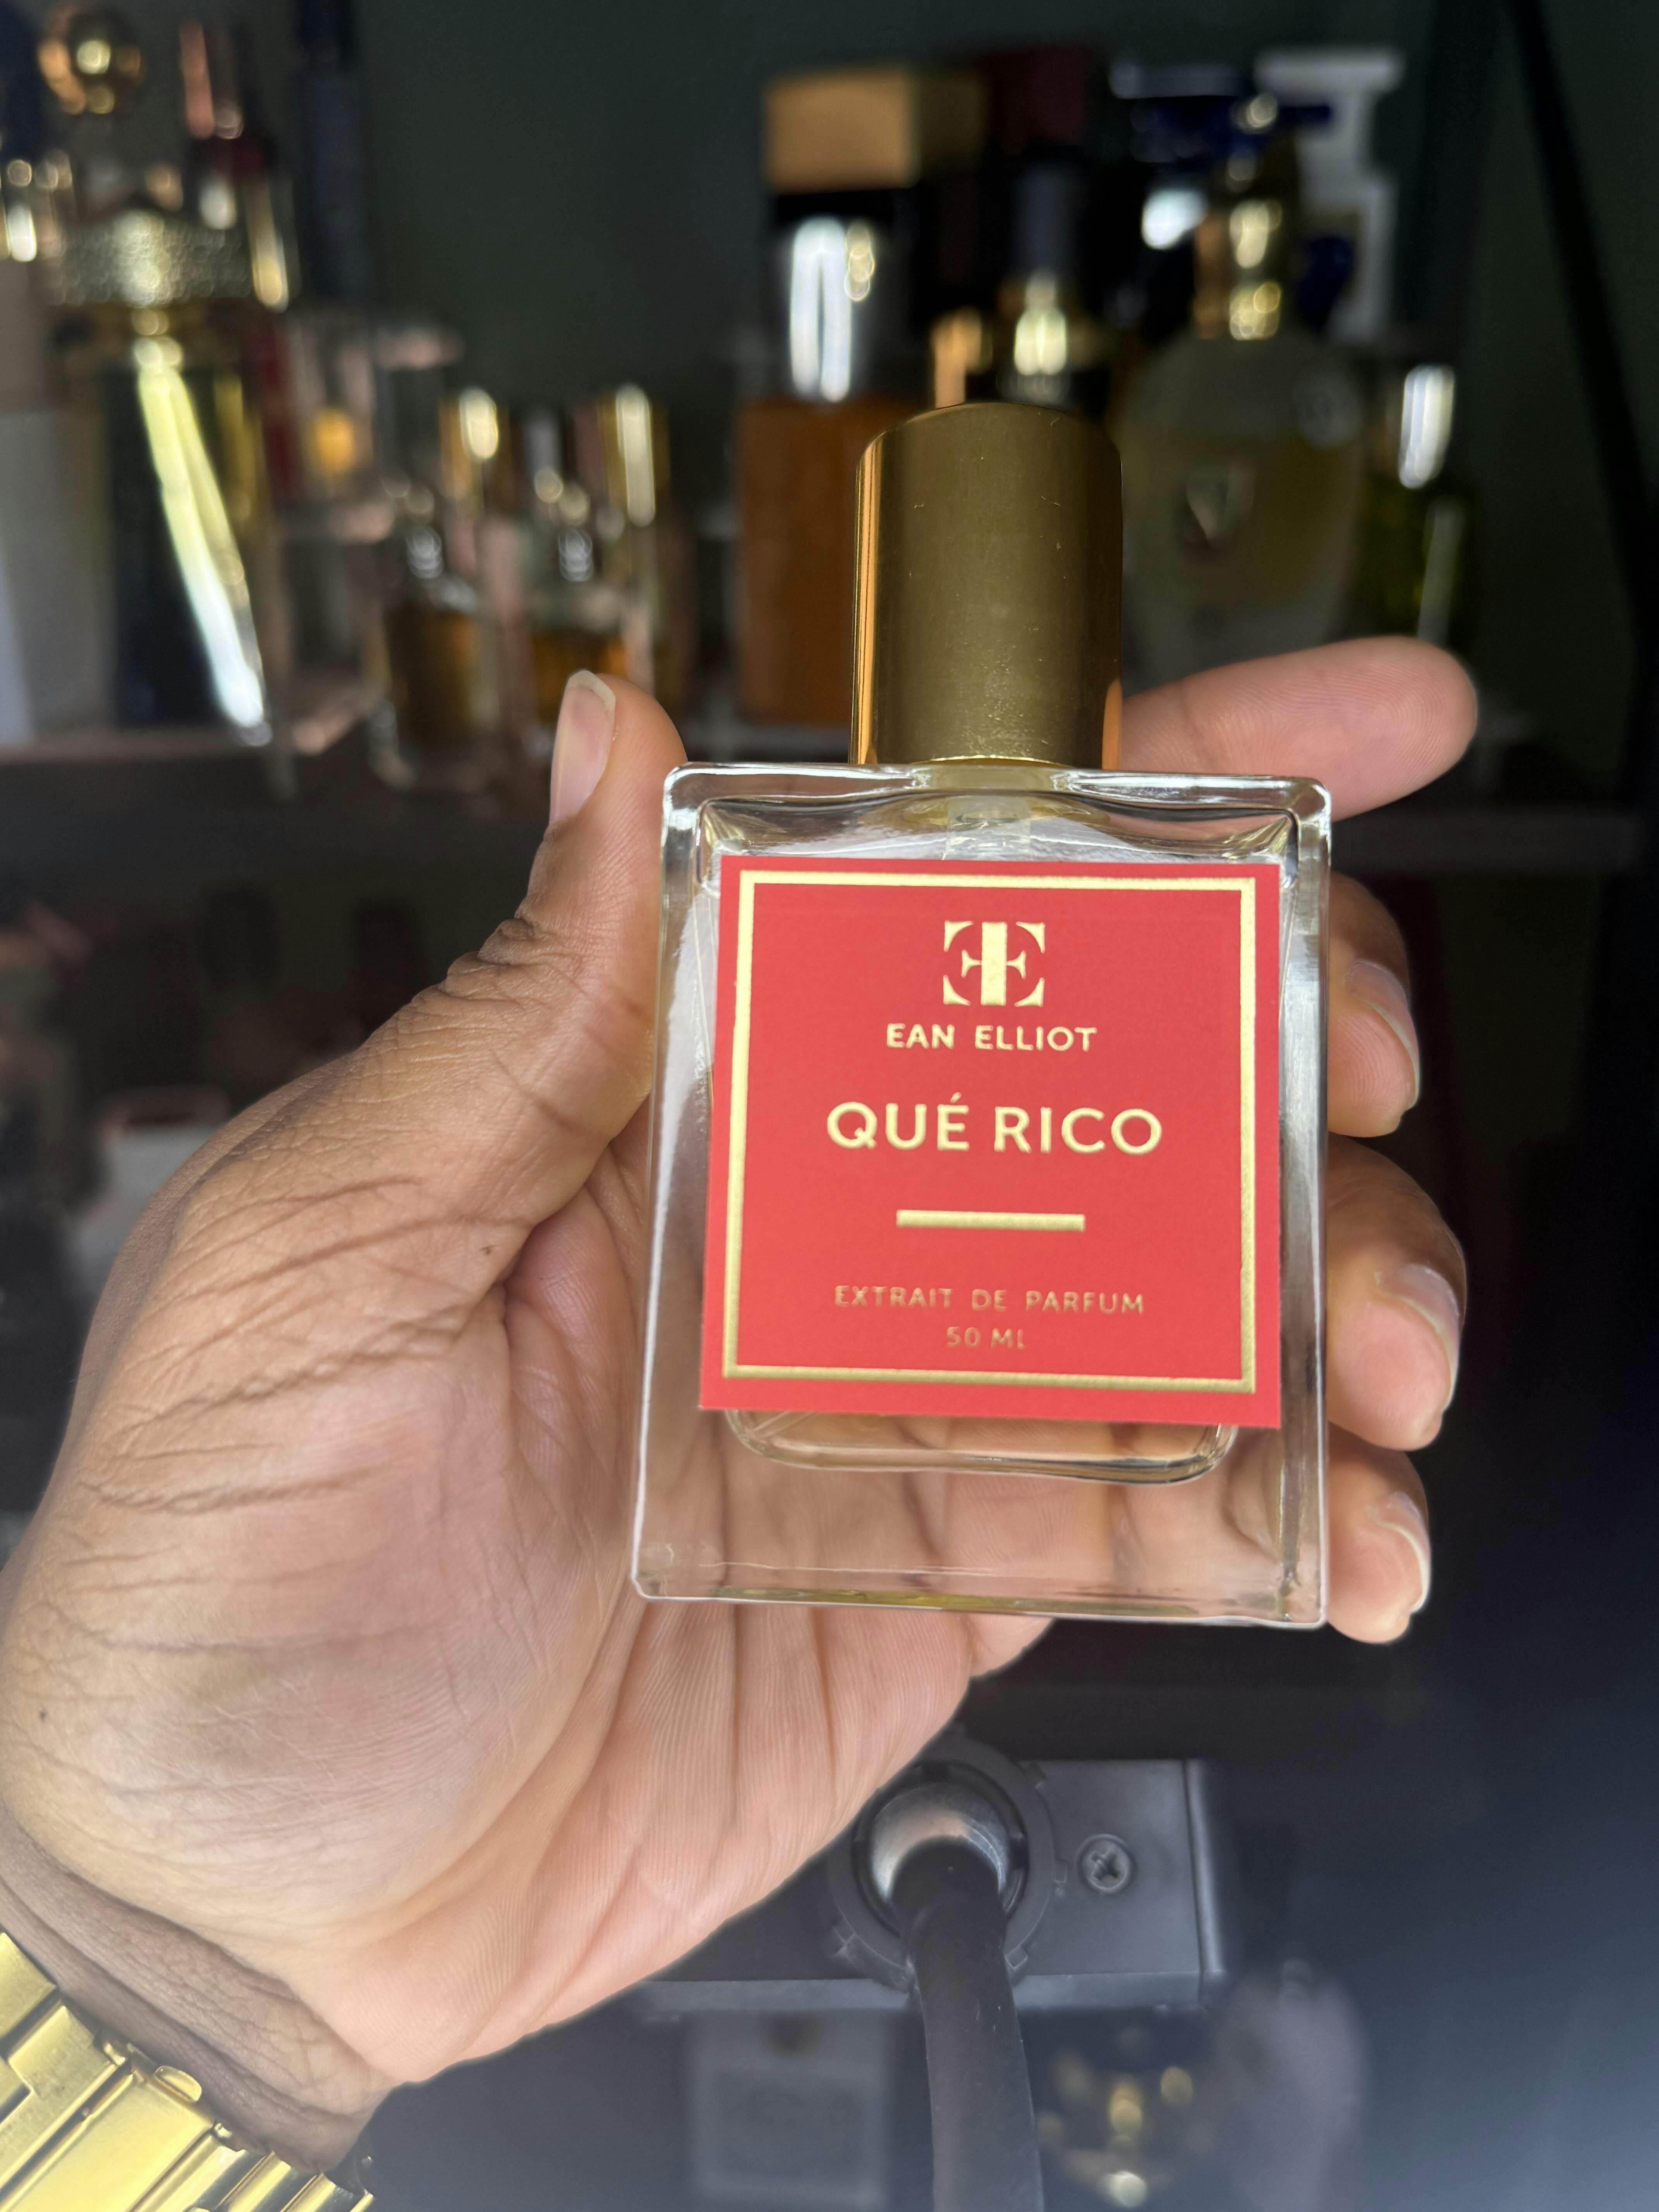 EAN ELLIOT
QUÉ RICO
EXTRAIT DE PARFUM
50 ML